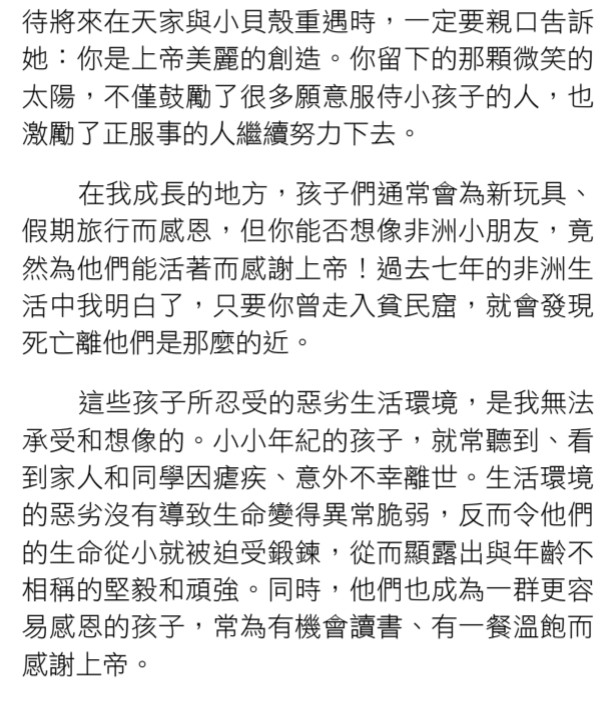 待將來在天家與小貝殼重遇時，一定要親口告訴
她：你是上帝美麗的創造。你留下的那顆微笑的
太陽，不僅鼓勵了很多願意服侍小孩子的人，也
激勵了正服事的人繼續努力下去。
在我成長的地方，孩子們通常會為新玩具、
假期旅行而感恩，但你能否想像非洲小朋友，竟
然為他們能活著而感謝上帝！過去七年的非洲生
活中我明白了，只要你曾走入貧民窟，就會發現
死亡離他們是那麼的近。
這些孩子所忍受的惡劣生活環境，是我無法
承受和想像的。小小年紀的孩子，就常聽到、看
到家人和同學因瘧疾、意外不幸離世。生活環境
的惡劣沒有導致生命變得異常脆弱，反而令他們
的生命從小就被迫受鍛鍊，從而顯露出與年齡不
相稱的堅毅和頑強。同時，他們也成為一群更容
易感恩的孩子，常為有機會讀書、有一餐溫飽而
感謝上帝。